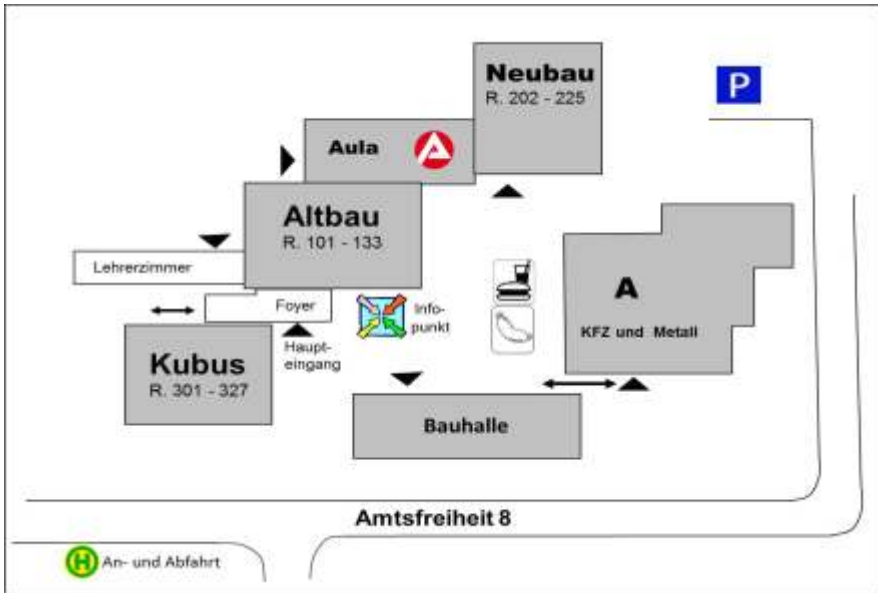 Neubau
R. 202 - 225
P
Aula
Altbau
R. 101 - 133
Lehrerzimmer
Foyer
Info-
punkt
Haupt-
eingang
A
KFZ und Metall
Kubus
R. 301 - 327
Bauhalle
Amtsfreiheit 8
H
An- und Abfahrt